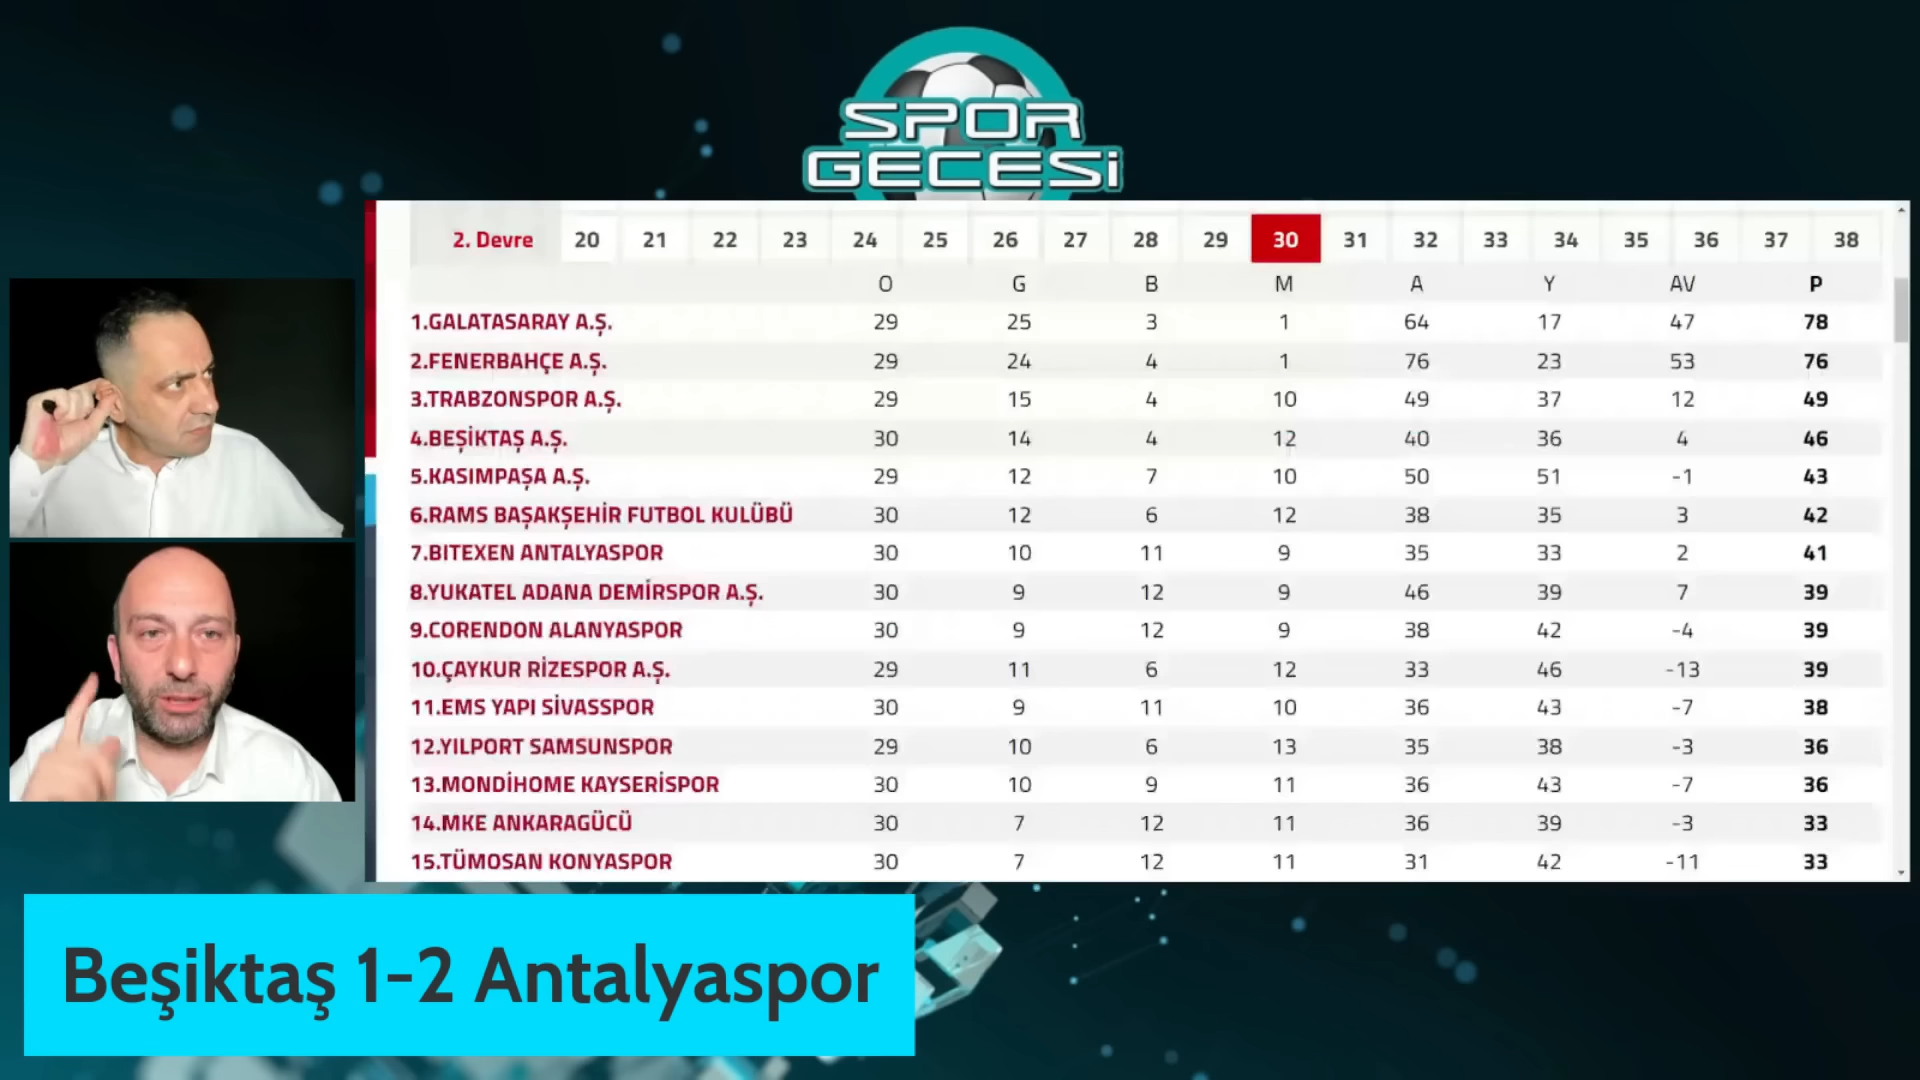 SPOR
GECESİ
2. Devre 20 21 22 23 24 25 26 27 28 29 30 31 32 33 34 35 36 37 38
O G B M A Y AV P
1.GALATASARAY A.Ş. 29 25 3 1 64 17 47 78
2.FENERBAHÇE A.Ş. 29 24 4 1 76 23 53 76
3.TRABZONSPOR A.Ş. 29 15 4 10 49 37 12 49
4.BEŞİKTAŞ A.Ş. 30 14 4 12 40 36 4 46
5.KASIMPAŞA A.Ş. 29 12 7 10 50 51 -1 43
6.RAMS BAŞAKŞEHİR FUTBOL KULÜBÜ 30 12 6 12 38 35 3 42
7.BITEXEN ANTALYASPOR 30 10 11 9 35 33 2 41
8.YUKATEL ADANA DEMİRSPOR A.Ş. 30 9 12 9 46 39 7 39
9.CORENDON ALANYASPOR 30 9 12 9 38 42 -4 39
10.ÇAYKUR RİZESPOR A.Ş. 29 11 6 12 33 46 -13 39
11.EMS YAPI SİVASSPOR 30 9 11 10 36 43 -7 38
12.YILPORT SAMSUNSPOR 29 10 6 13 35 38 -3 36
13.MONDİHOME KAYSERİSPOR 30 10 9 11 36 43 -7 36
14.MKE ANKARAGÜCÜ 30 7 12 11 36 39 -3 33
15.TÜMOSAN KONYASPOR 30 7 12 11 31 42 -11 33
Beşiktaş 1-2 Antalyaspor